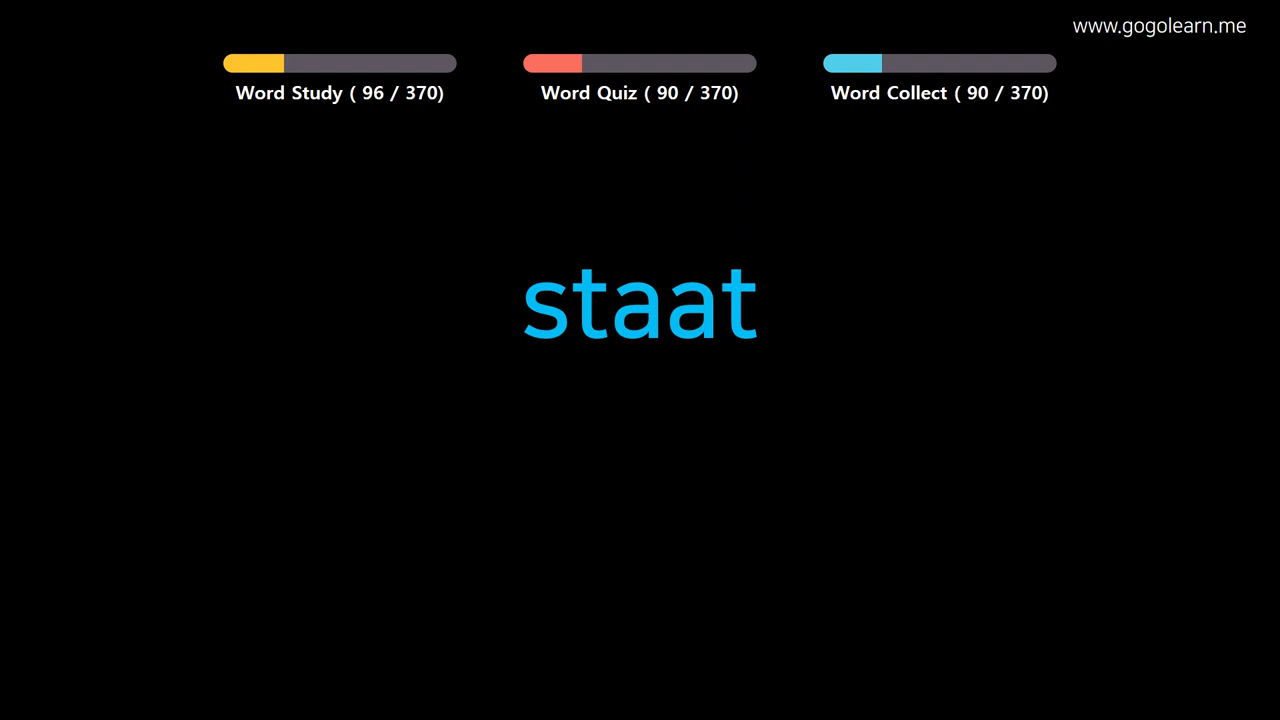 www.gogolearn.me
Word Study ( 96 / 370)
Word Quiz ( 90 / 370)
Word Collect ( 90 / 370)
staat